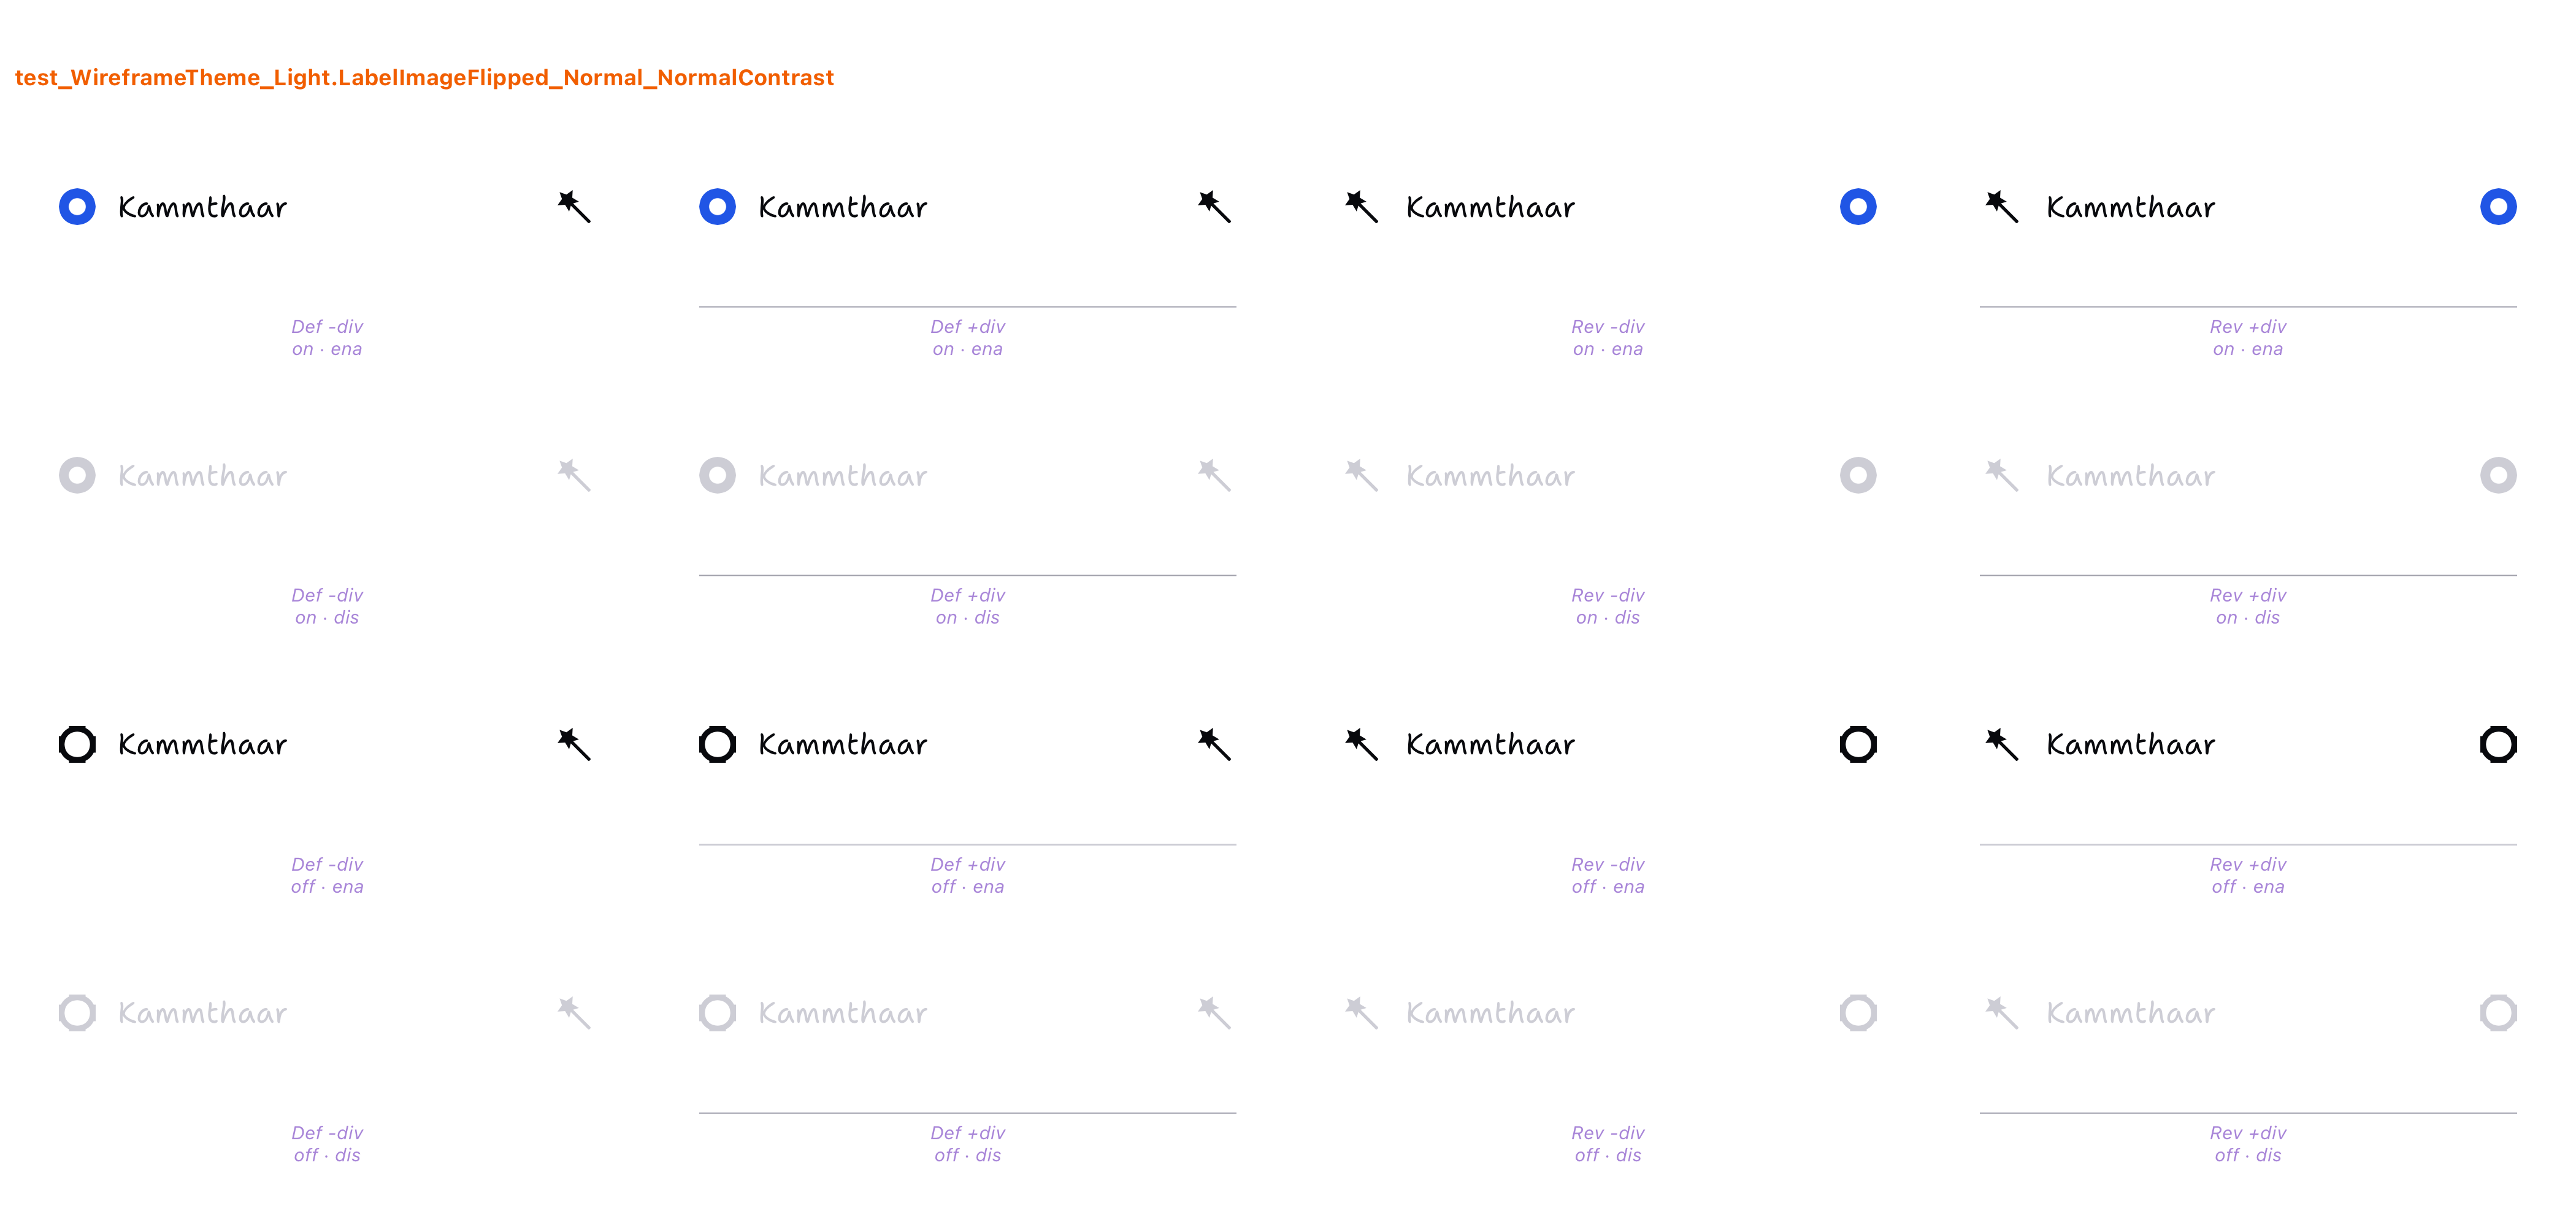 test_WireframeTheme_Light.LabelImageFlipped_Normal_NormalContrast
Kammthaar
Kammthaar
Kammthaar
Kammthaar
Def -div
on · ena
Def +div
on · ena
Rev -div
on · ena
Rev +div
on · ena
Kammthaar
Kammthaar
Kammthaar
Kammthaar
Def -div
on · dis
Def +div
on · dis
Rev -div
on · dis
Rev +div
on · dis
Kammthaar
Kammthaar
Kammthaar
Kammthaar
Def -div
off · ena
Def +div
off · ena
Rev -div
off · ena
Rev +div
off · ena
Kammthaar
Kammthaar
Kammthaar
Kammthaar
Def -div
off · dis
Def +div
off · dis
Rev -div
off · dis
Rev +div
off · dis